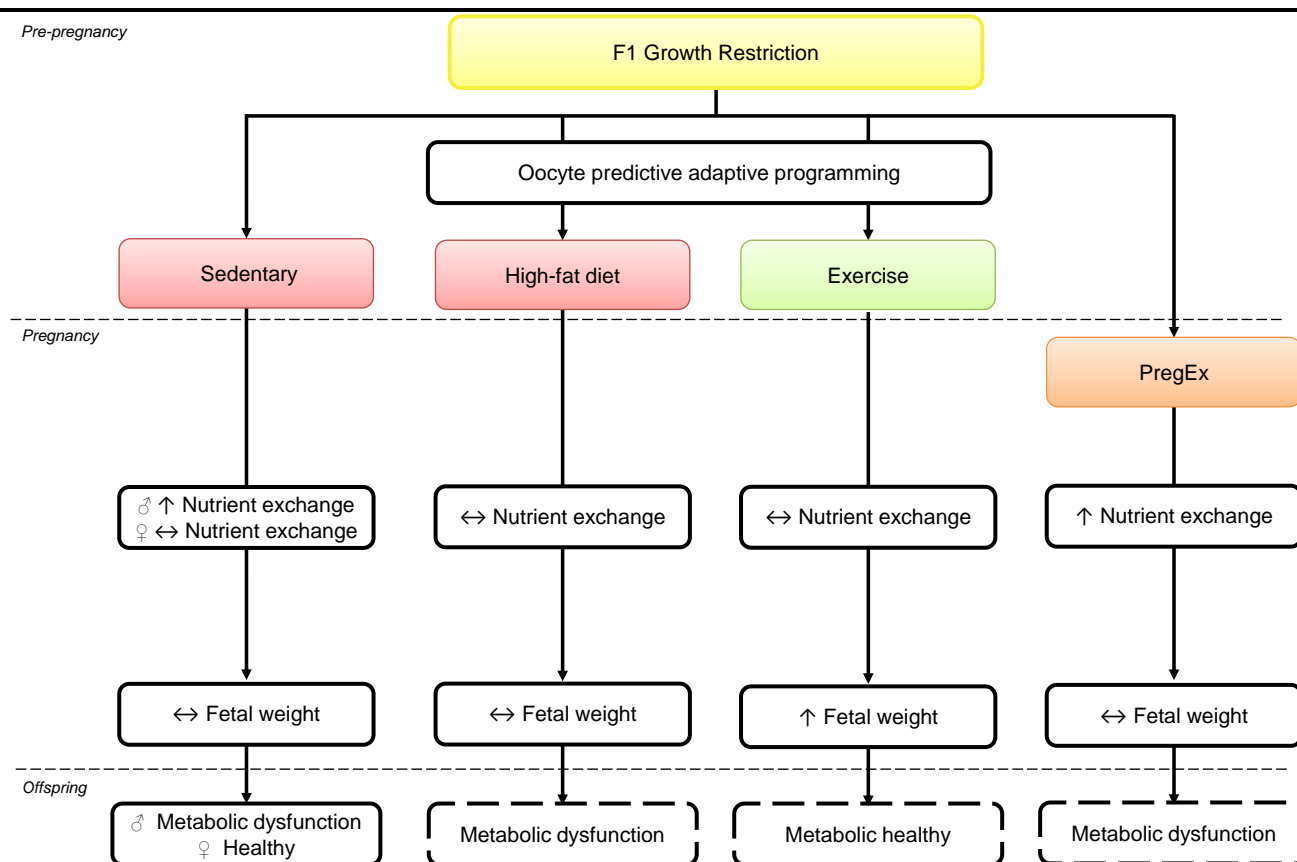 Pre-pregnancy
F1 Growth Restriction
Oocyte predictive adaptive programming
Sedentary
High-fat diet
Exercise
Pregnancy
PregEx
♂ ↑ Nutrient exchange
♀ ↔ Nutrient exchange
↔ Nutrient exchange
↔ Nutrient exchange
↑ Nutrient exchange
↔ Fetal weight
↔ Fetal weight
↑ Fetal weight
↔ Fetal weight
Offspring
♂ Metabolic dysfunction
♀ Healthy
Metabolic dysfunction
Metabolic healthy
Metabolic dysfunction